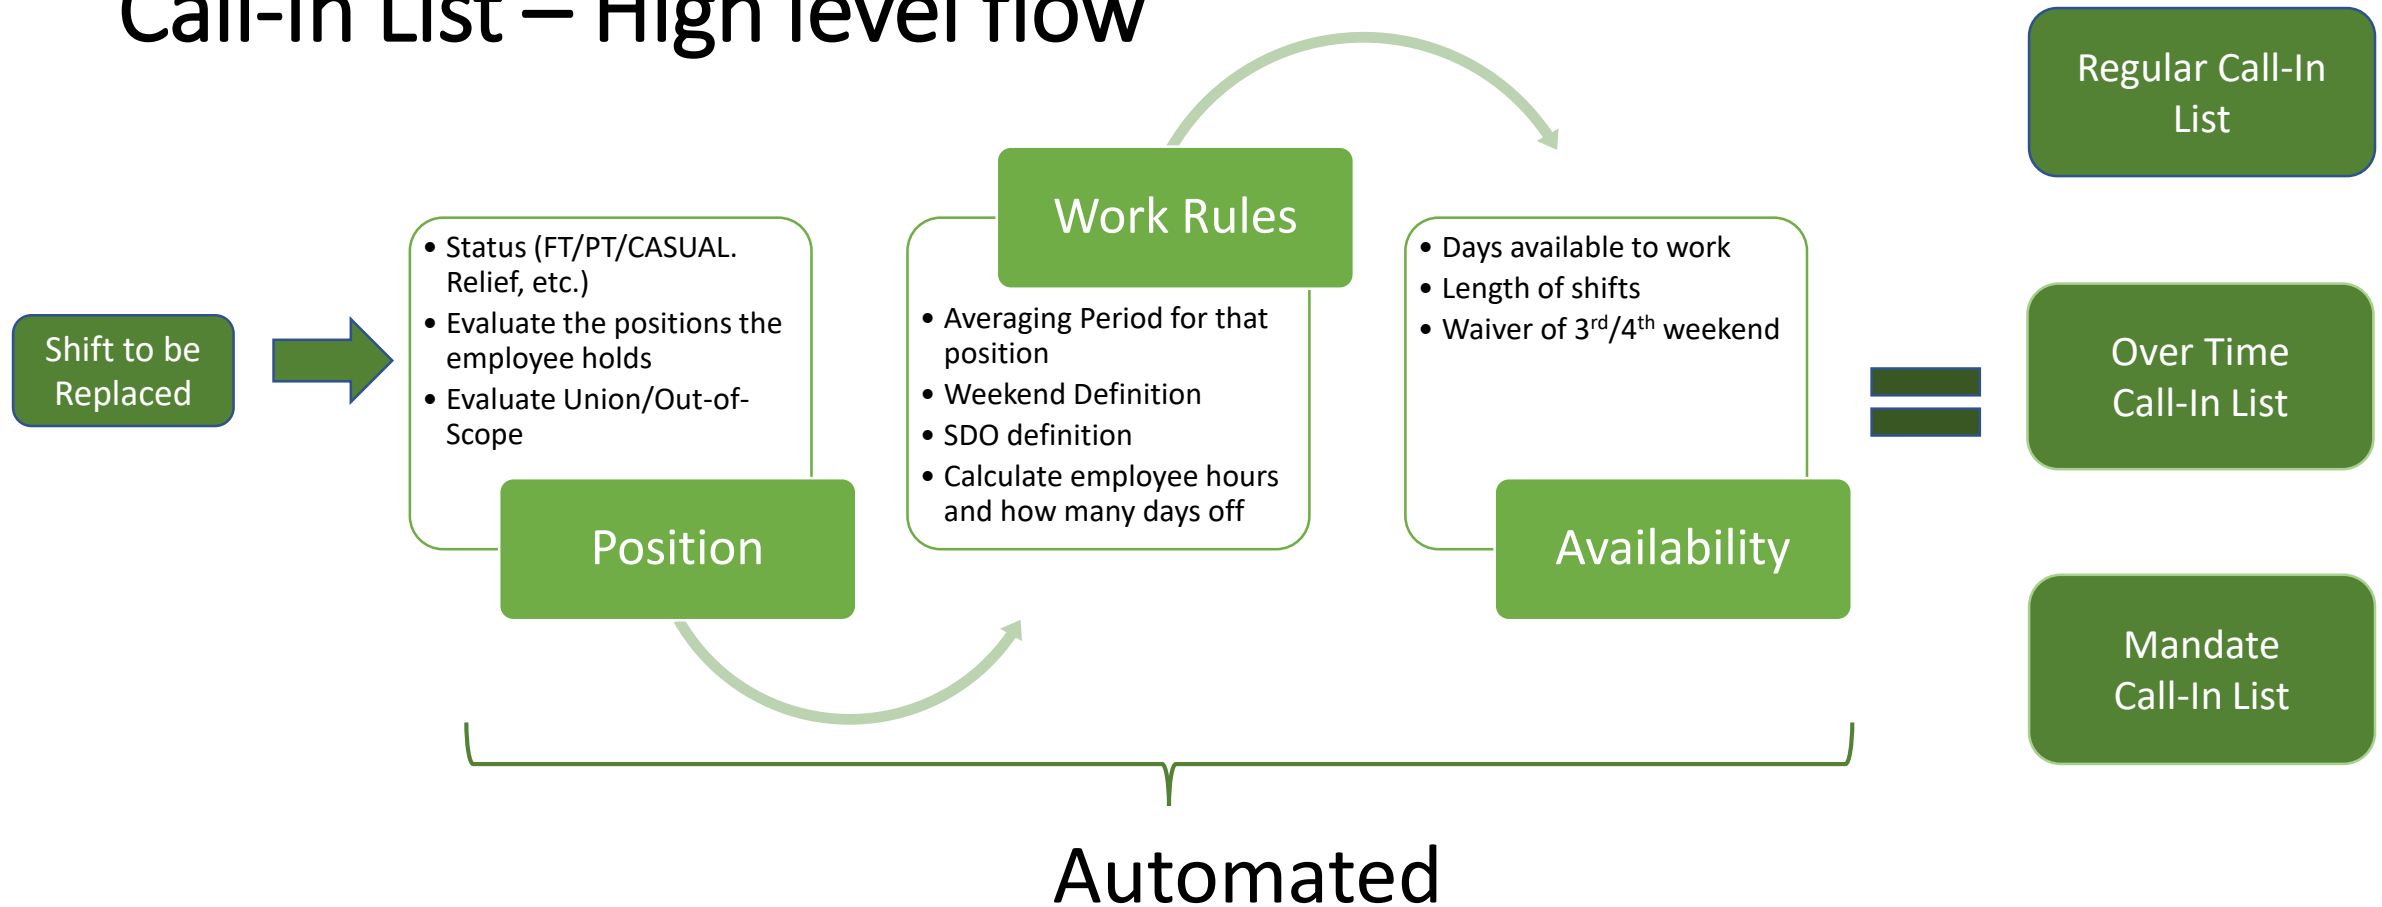 Call-In List – High level flow
Shift to be
Replaced
• Status (FT/PT/CASUAL.
Relief, etc.)
• Evaluate the positions the
employee holds
• Evaluate Union/Out-of-
Scope
Position
Work Rules
• Averaging Period for that
position
• Weekend Definition
• SDO definition
• Calculate employee hours
and how many days off
• Days available to work
• Length of shifts
• Waiver of 3rd/4th weekend
Availability
Regular Call-In
List
Over Time
Call-In List
Mandate
Call-In List
Automated